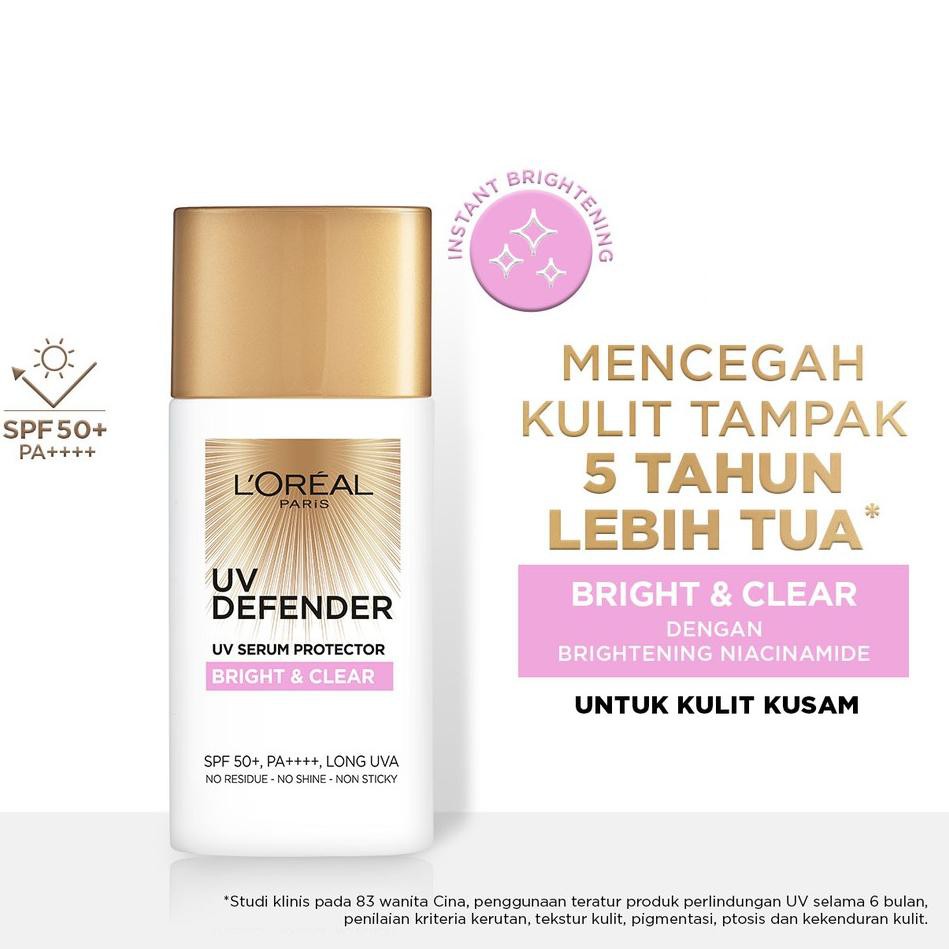 INSTANT BRIGHTENING
SPF 50+
PA++++
L'ORÉAL
PARIS
UV
DEFENDER
UV SERUM PROTECTOR
BRIGHT & CLEAR
SPF 50+, PA++++, LONG UVA
NO RESIDUE - NO SHINE - NON STICKY
MENCEGAH
KULIT TAMPAK
5 TAHUN
LEBIH TUA*
BRIGHT & CLEAR
DENGAN
BRIGHTENING NIACINAMIDE
UNTUK KULIT KUSAM
*Studi klinis pada 83 wanita Cina, penggunaan teratur produk perlindungan UV selama 6 bulan,
penilaian kriteria kerutan, tekstur kulit, pigmentasi, ptosis dan kekenduran kulit.